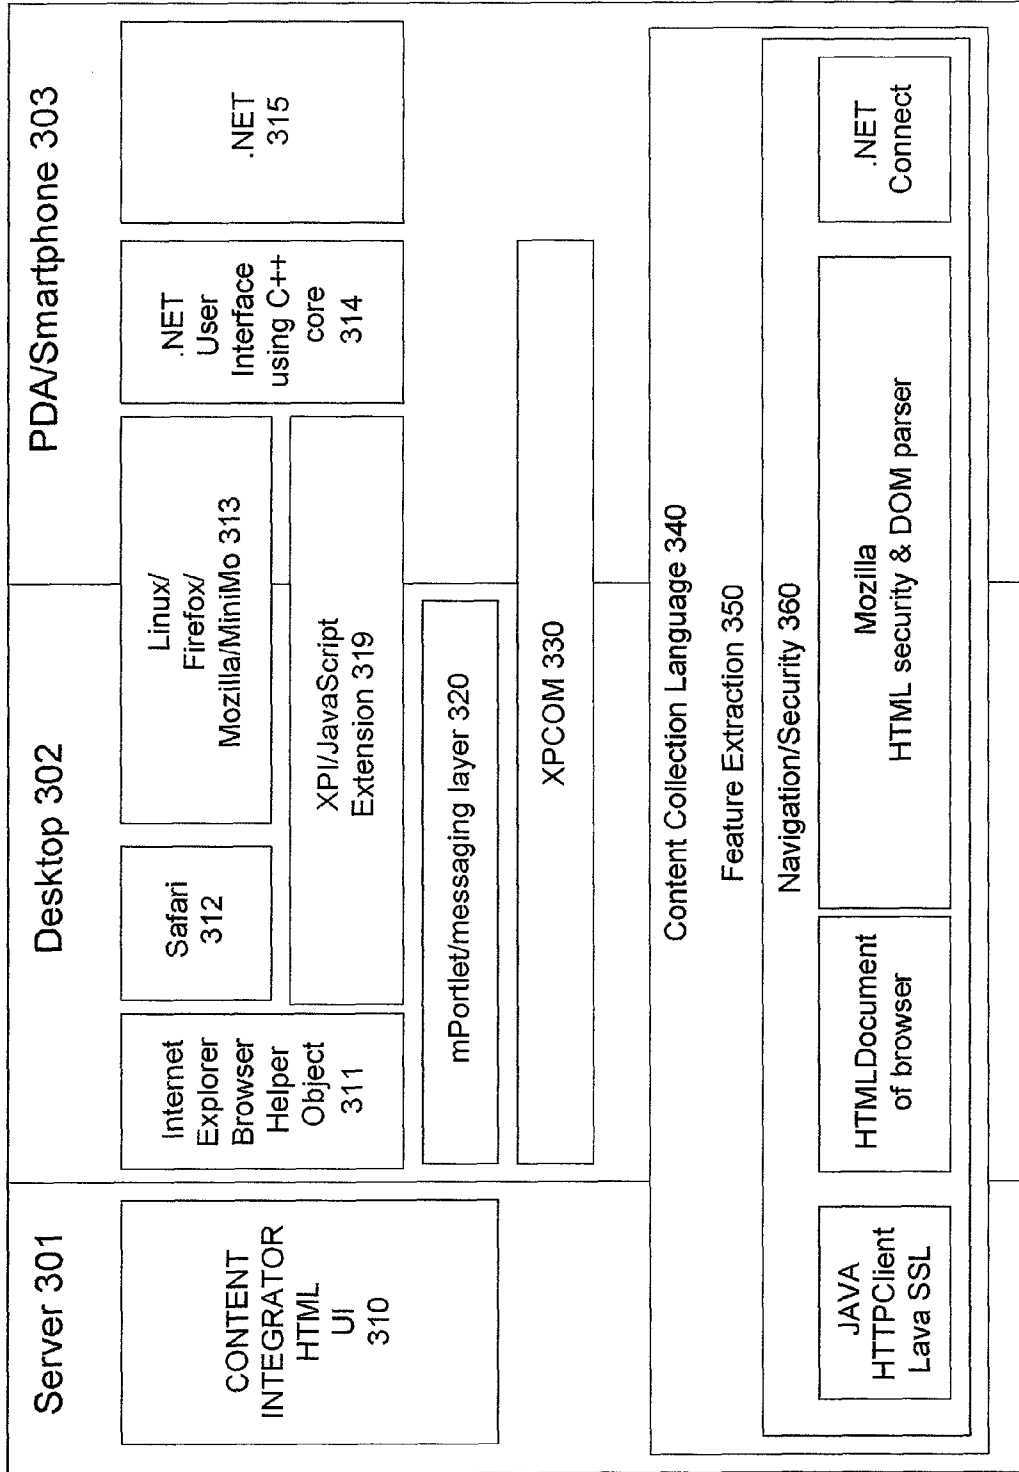 Server 301
Desktop 302
PDA/Smartphone 303
CONTENT
INTEGRATOR
HTML
UI
310
Internet
Explorer
Browser
Helper
Object
311
Safari
312
Linux/
Firefox/
Mozilla/MiniMo 313
XPI/JavaScript
Extension 319
.NET
User
Interface
using C++
core
314
.NET
315
mPortlet/messaging layer 320
XPCOM 330
Content Collection Language 340
Feature Extraction 350
Navigation/Security 360
JAVA
HTTPClient
Lava SSL
HTMLDocument
of browser
Mozilla
HTML security & DOM parser
.NET
Connect